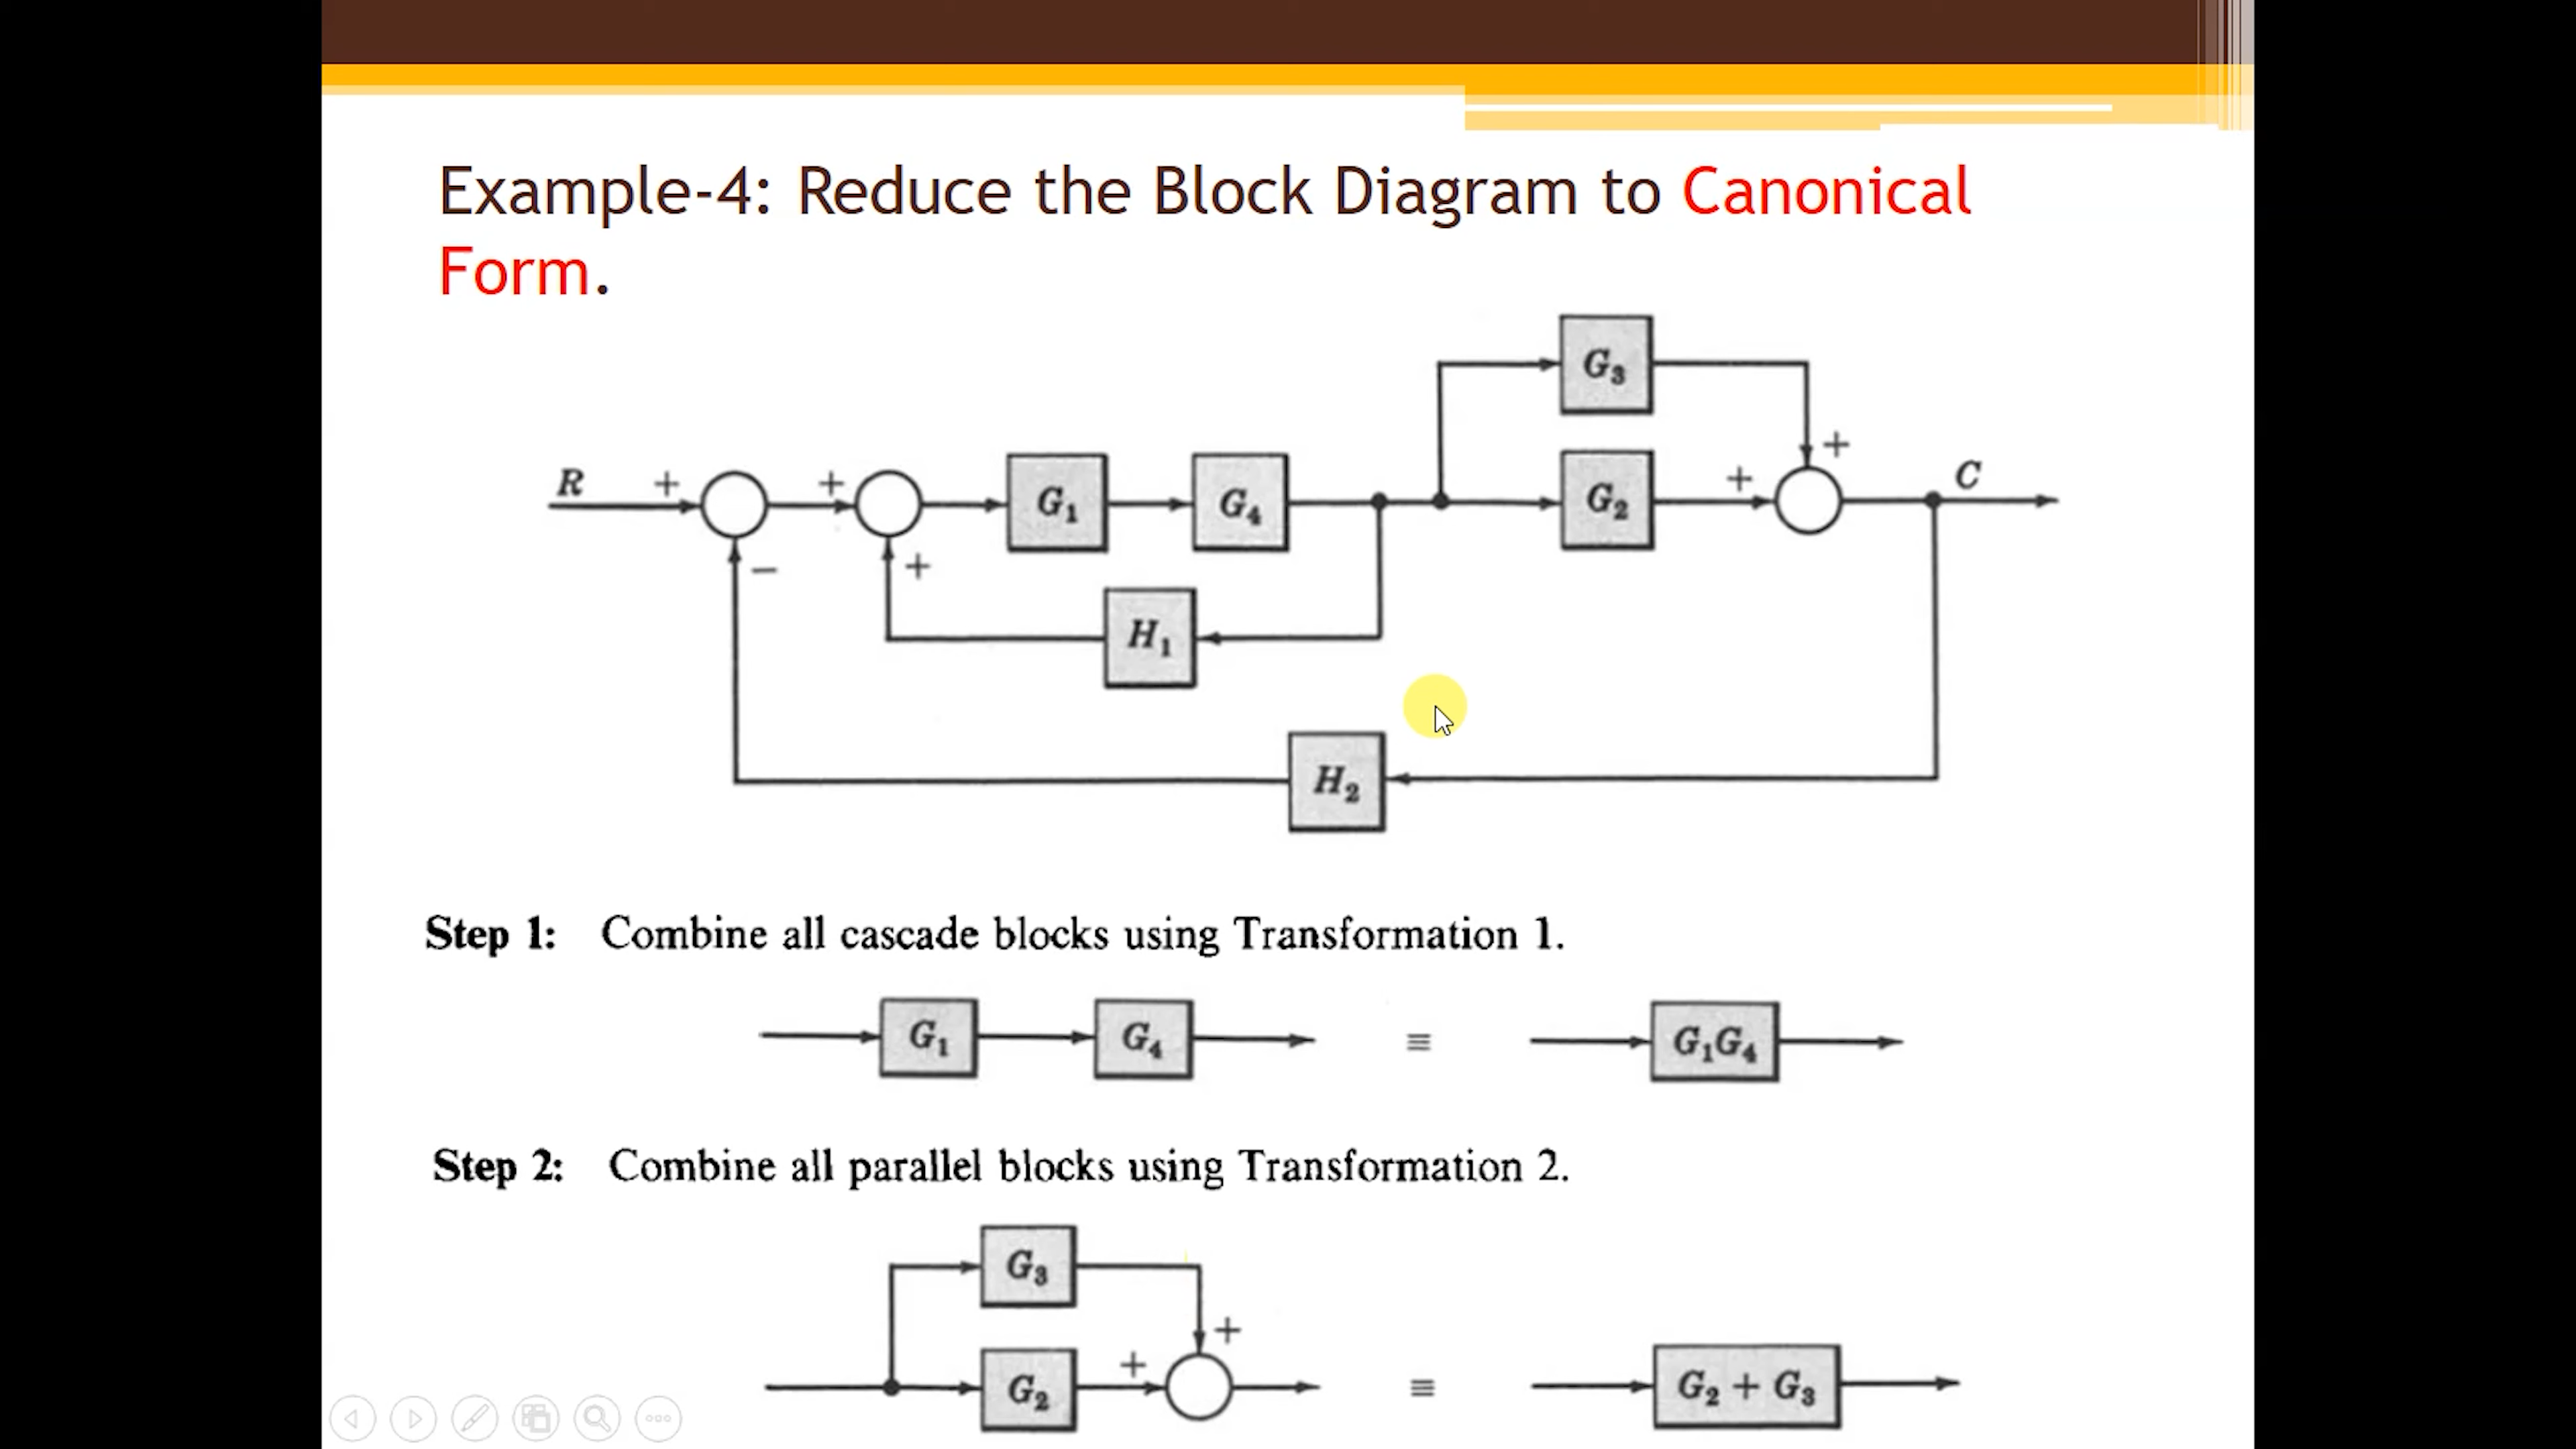 Example-4: Reduce the Block Diagram to Canonical
Form.
G₃
+
R + + G₁ G₄ G₂ + C
− +
H₁
H₂
Step 1: Combine all cascade blocks using Transformation 1.
G₁ G₄ ≡ G₁G₄
Step 2: Combine all parallel blocks using Transformation 2.
G₃
+
G₂ + ≡ G₂ + G₃